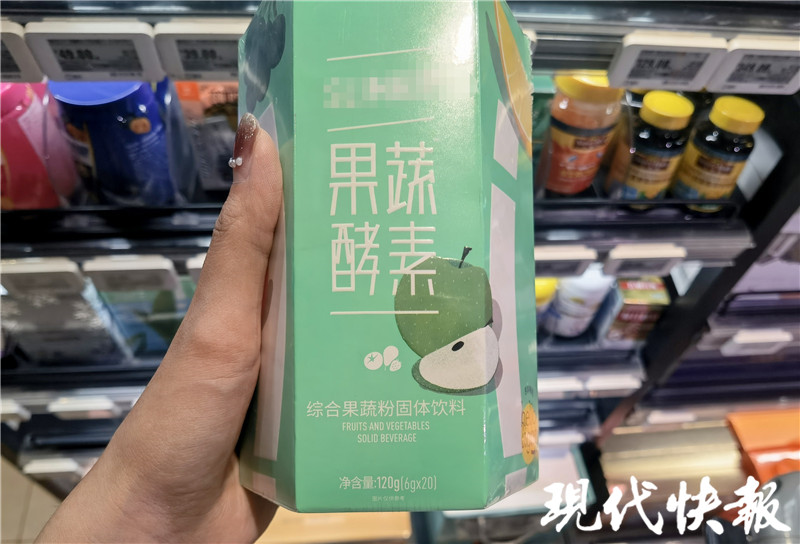 果蔬
酵素
综合果蔬粉固体饮料
FRUITS AND VEGETABLES
SOLID BEVERAGE
净含量:120g(6gx20)
現代快報